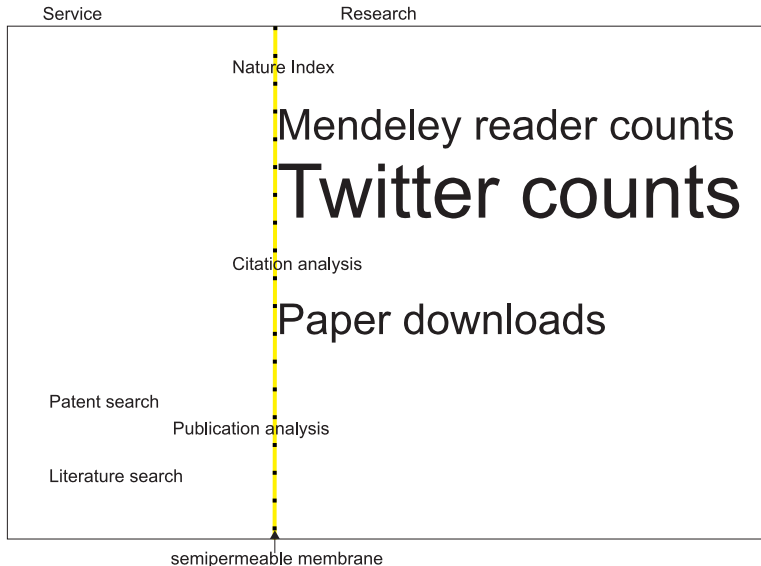 Service
Research
Nature Index
Mendeley reader counts
Twitter counts
Citation analysis
Paper downloads
Patent search
Publication analysis
Literature search
semipermeable membrane